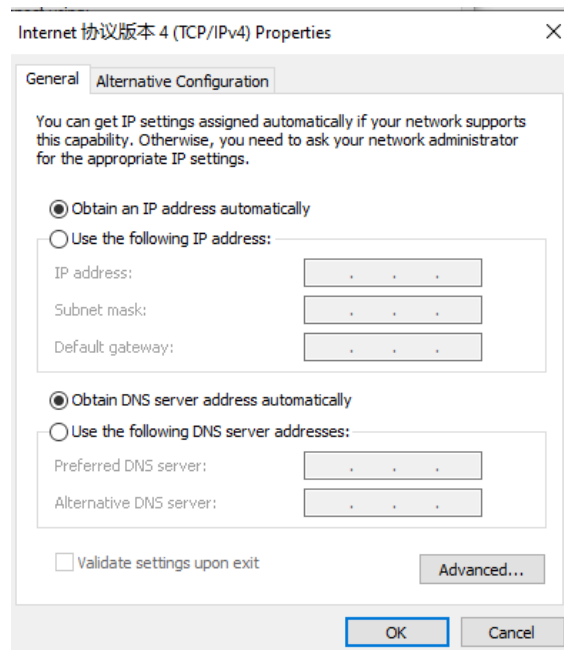 Internet 协议版本 4 (TCP/IPv4) Properties
General
Alternative Configuration
You can get IP settings assigned automatically if your network supports
this capability. Otherwise, you need to ask your network administrator
for the appropriate IP settings.
Obtain an IP address automatically
Use the following IP address:
IP address:
Subnet mask:
Default gateway:
Obtain DNS server address automatically
Use the following DNS server addresses:
Preferred DNS server:
Alternative DNS server:
Validate settings upon exit
Advanced...
OK
Cancel